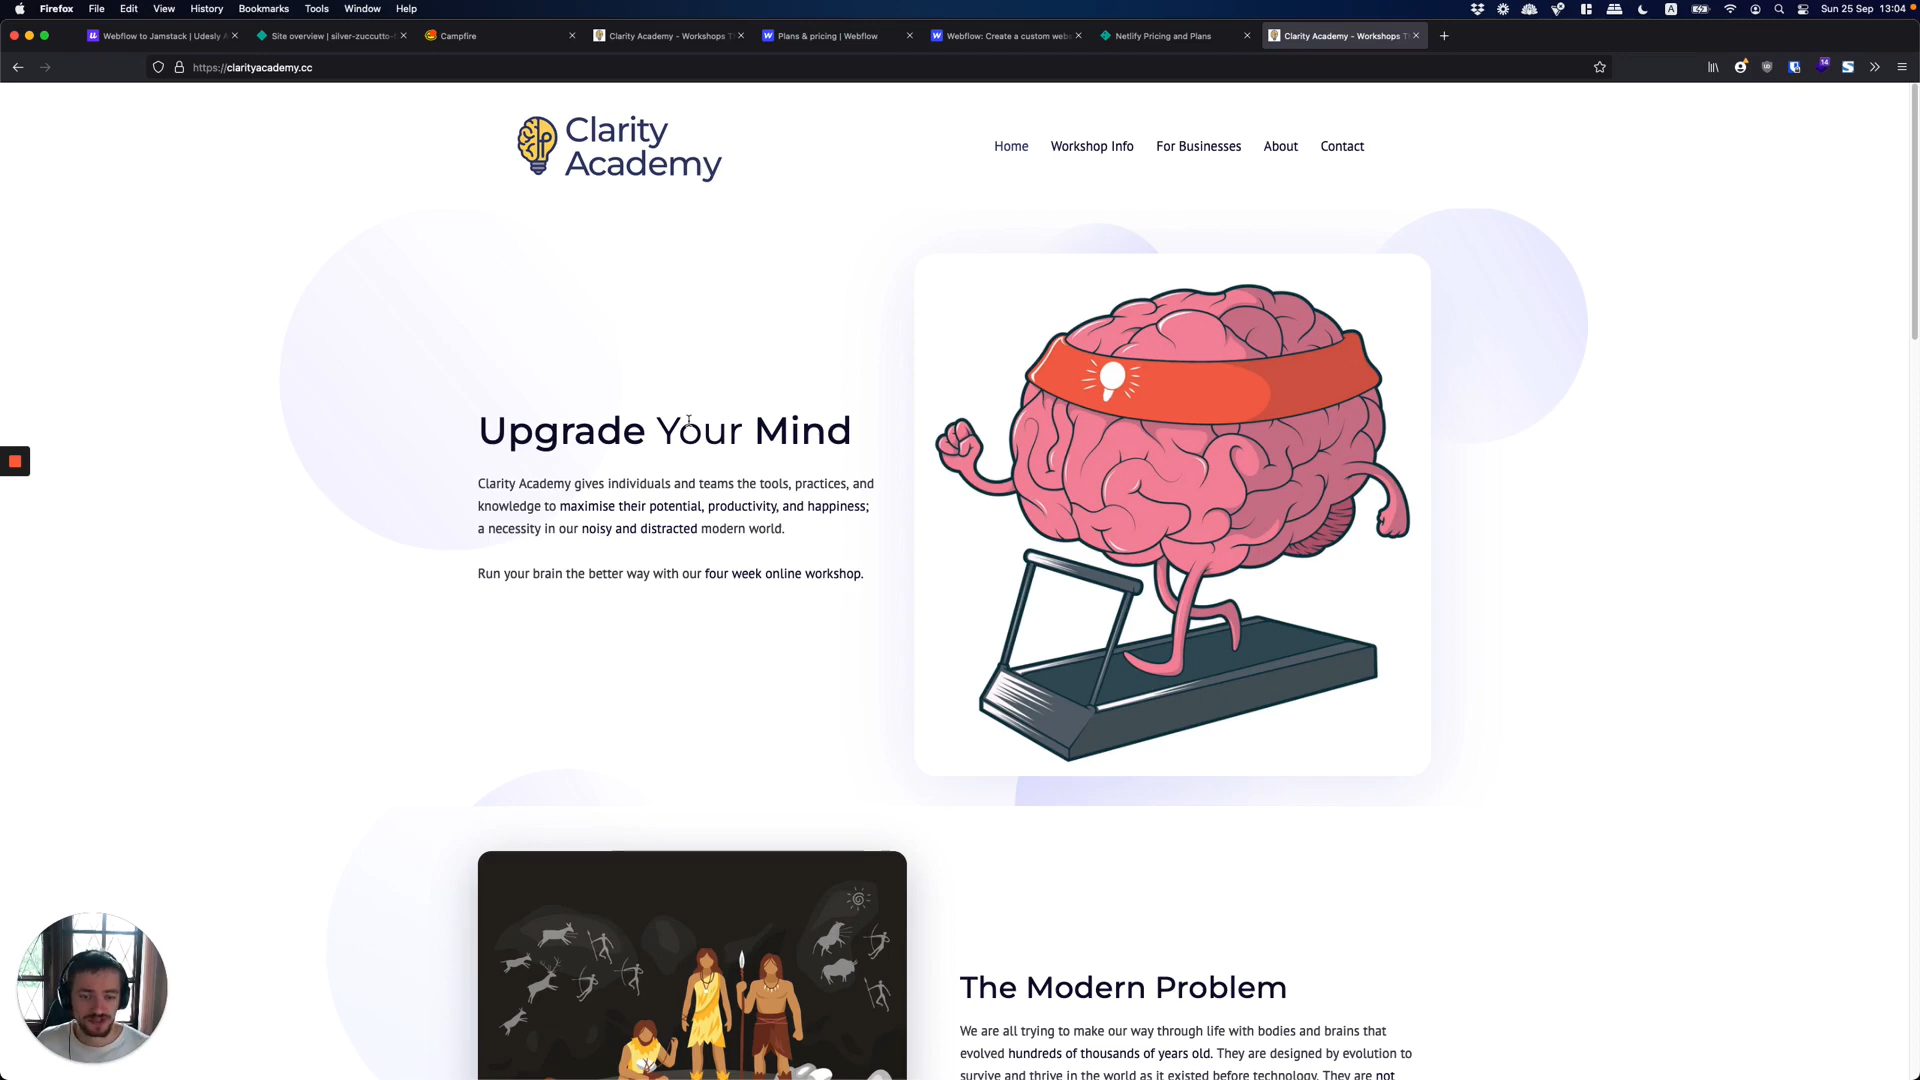 Firefox File Edit View History Bookmarks Tools Window Help
A
Sun 25 Sep 13:04
Webflow to Jamstack | Udesly A
Site overview | silver-zuccutto-
Campfire
Clarity Academy - Workshops T
Plans & pricing | Webflow
Webflow: Create a custom webs
Netlify Pricing and Plans
Clarity Academy - Workshops T
https://clarityacademy.cc
14
Clarity
Academy
Home Workshop Info For Businesses About Contact
Upgrade Your Mind
Clarity Academy gives individuals and teams the tools, practices, and
knowledge to maximise their potential, productivity, and happiness;
a necessity in our noisy and distracted modern world.
Run your brain the better way with our four week online workshop.
The Modern Problem
We are all trying to make our way through life with bodies and brains that
evolved hundreds of thousands of years old. They are designed by evolution to
survive and thrive in the world as it existed before technology. They are not